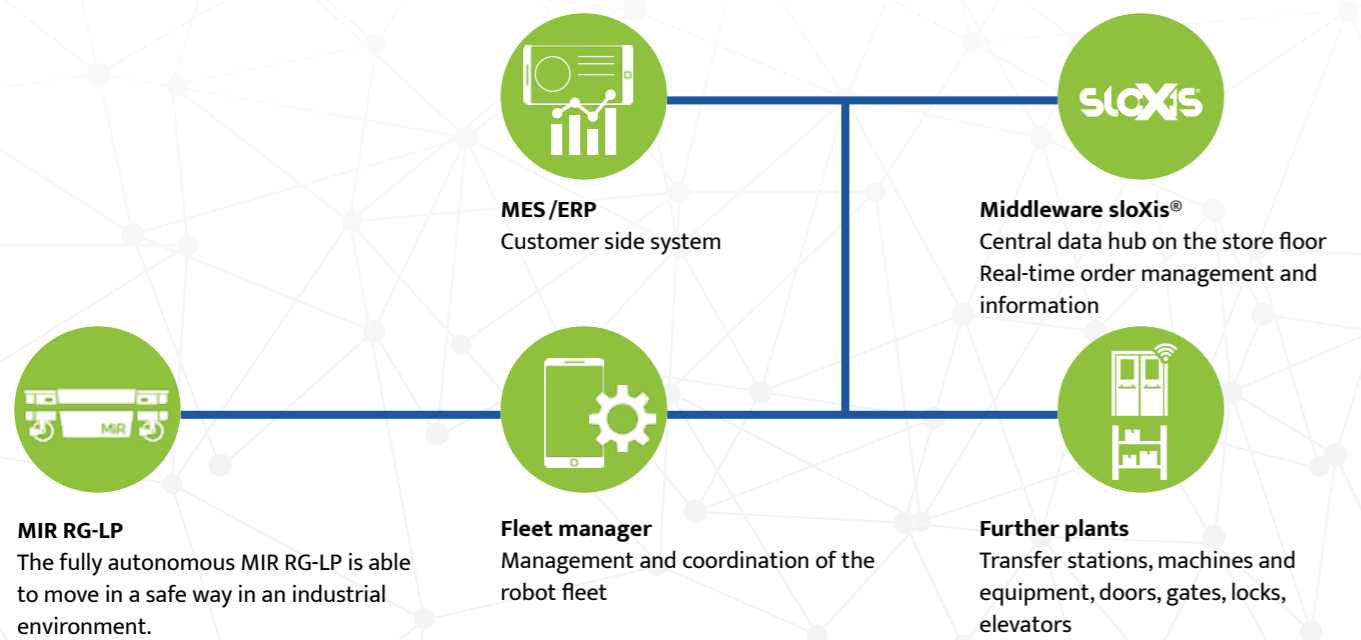 sloXis
MES/ERP
Customer side system
Middleware sloXis®
Central data hub on the store floor
Real-time order management and
information
MiR
MIR RG-LP
The fully autonomous MIR RG-LP is able
to move in a safe way in an industrial
environment.
Fleet manager
Management and coordination of the
robot fleet
Further plants
Transfer stations, machines and
equipment, doors, gates, locks,
elevators